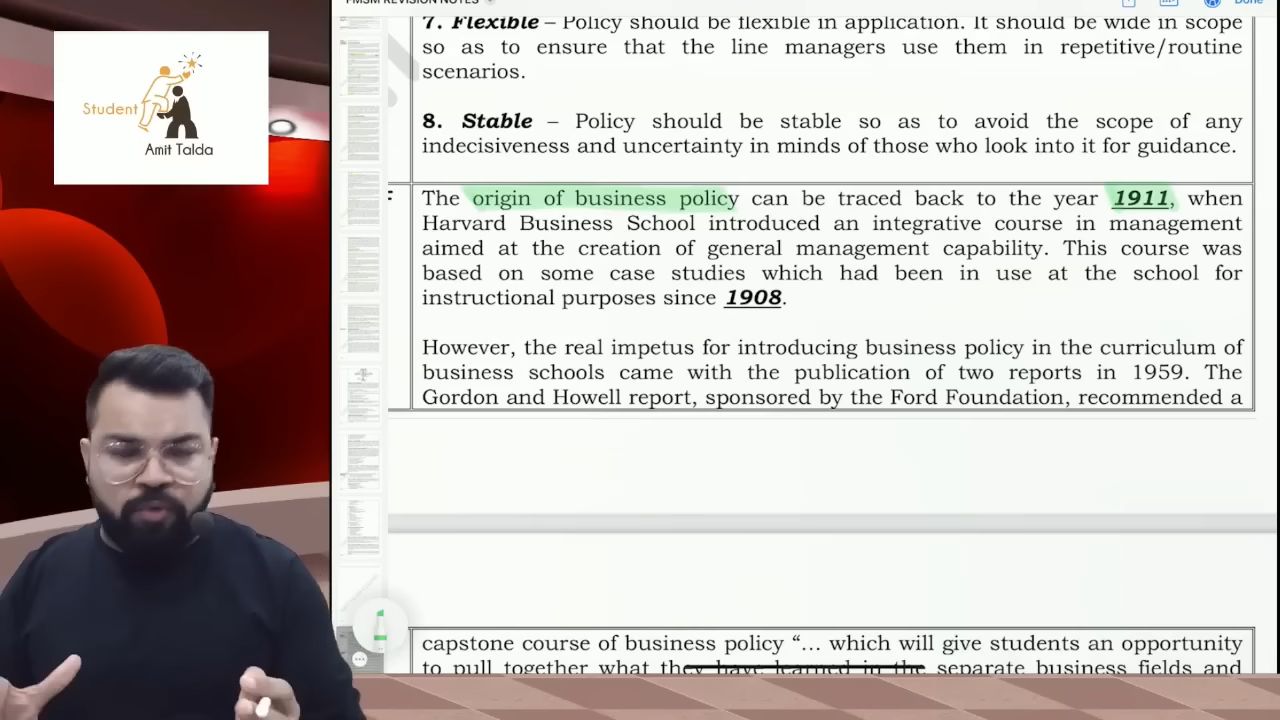 FMSM REVISION NOTES
Done
Student
Amit Talda
7. Flexible – Policy should be flexible in operation. It should be wide in scope
so as to ensure that the line managers use them in repetitive/routine
scenarios.
8. Stable – Policy should be stable so as to avoid any scope of any
indecisiveness and uncertainty in minds of those who look into it for guidance.
The origin of business policy can be traced back to the year 1911, when
Harvard Business School introduced an integrative course in management
aimed at the creation of general management capability. This course was
based on some case studies which had been in use at the school for
instructional purposes since 1908.
However, the real impetus for introducing business policy in the curriculum of
business schools came with the publication of two reports in 1959. The
Gordon and Howell report, sponsored by the Ford Foundation recommended a
capstone course of business policy " which will give students an opportunity
to pull together the separate business fields and